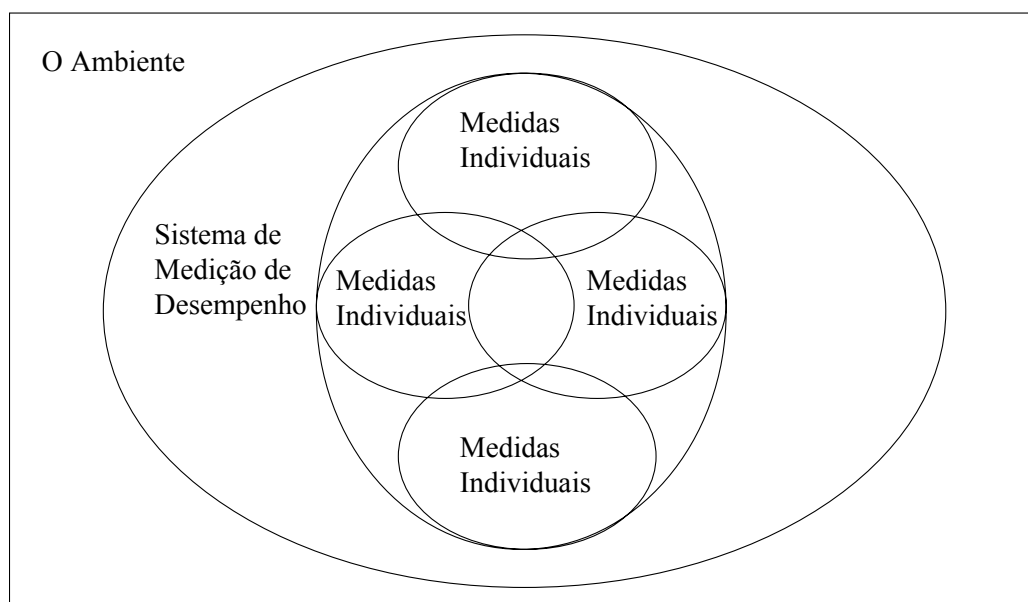 O Ambiente
Medidas
Individuais
Sistema de
Medição de
Desempenho
Medidas
Individuais
Medidas
Individuais
Medidas
Individuais